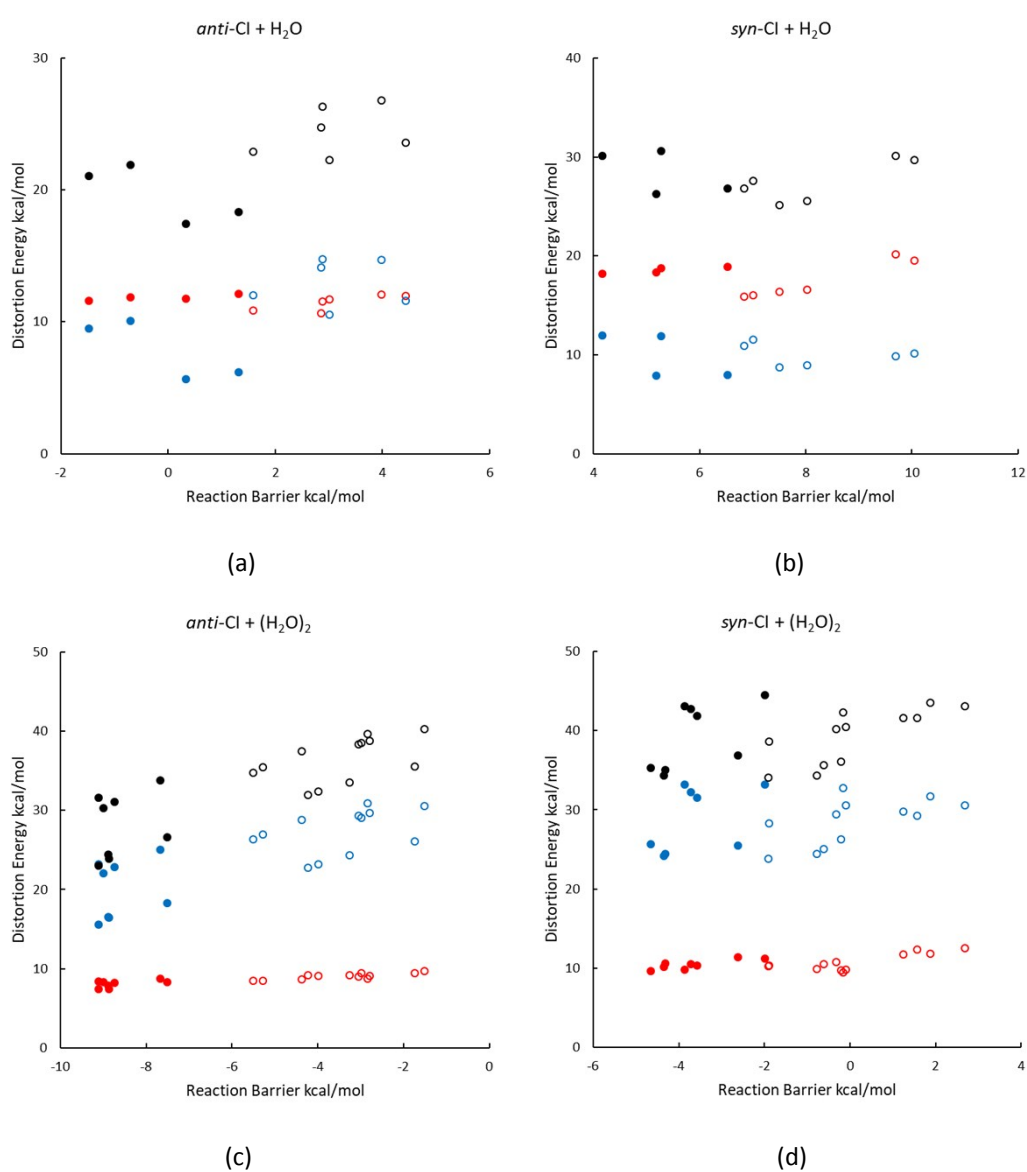 anti-CI + H₂O
30
20
10
0
-2
0
2
4
6
Distortion Energy kcal/mol
Reaction Barrier kcal/mol
(a)
syn-CI + H₂O
40
30
20
10
0
4
6
8
10
12
Distortion Energy kcal/mol
Reaction Barrier kcal/mol
(b)
anti-CI + (H₂O)₂
50
40
30
20
10
0
-10
-8
-6
-4
-2
0
Distortion Energy kcal/mol
Reaction Barrier kcal/mol
(c)
syn-CI + (H₂O)₂
50
40
30
20
10
0
-6
-4
-2
0
2
4
Distortion Energy kcal/mol
Reaction Barrier kcal/mol
(d)